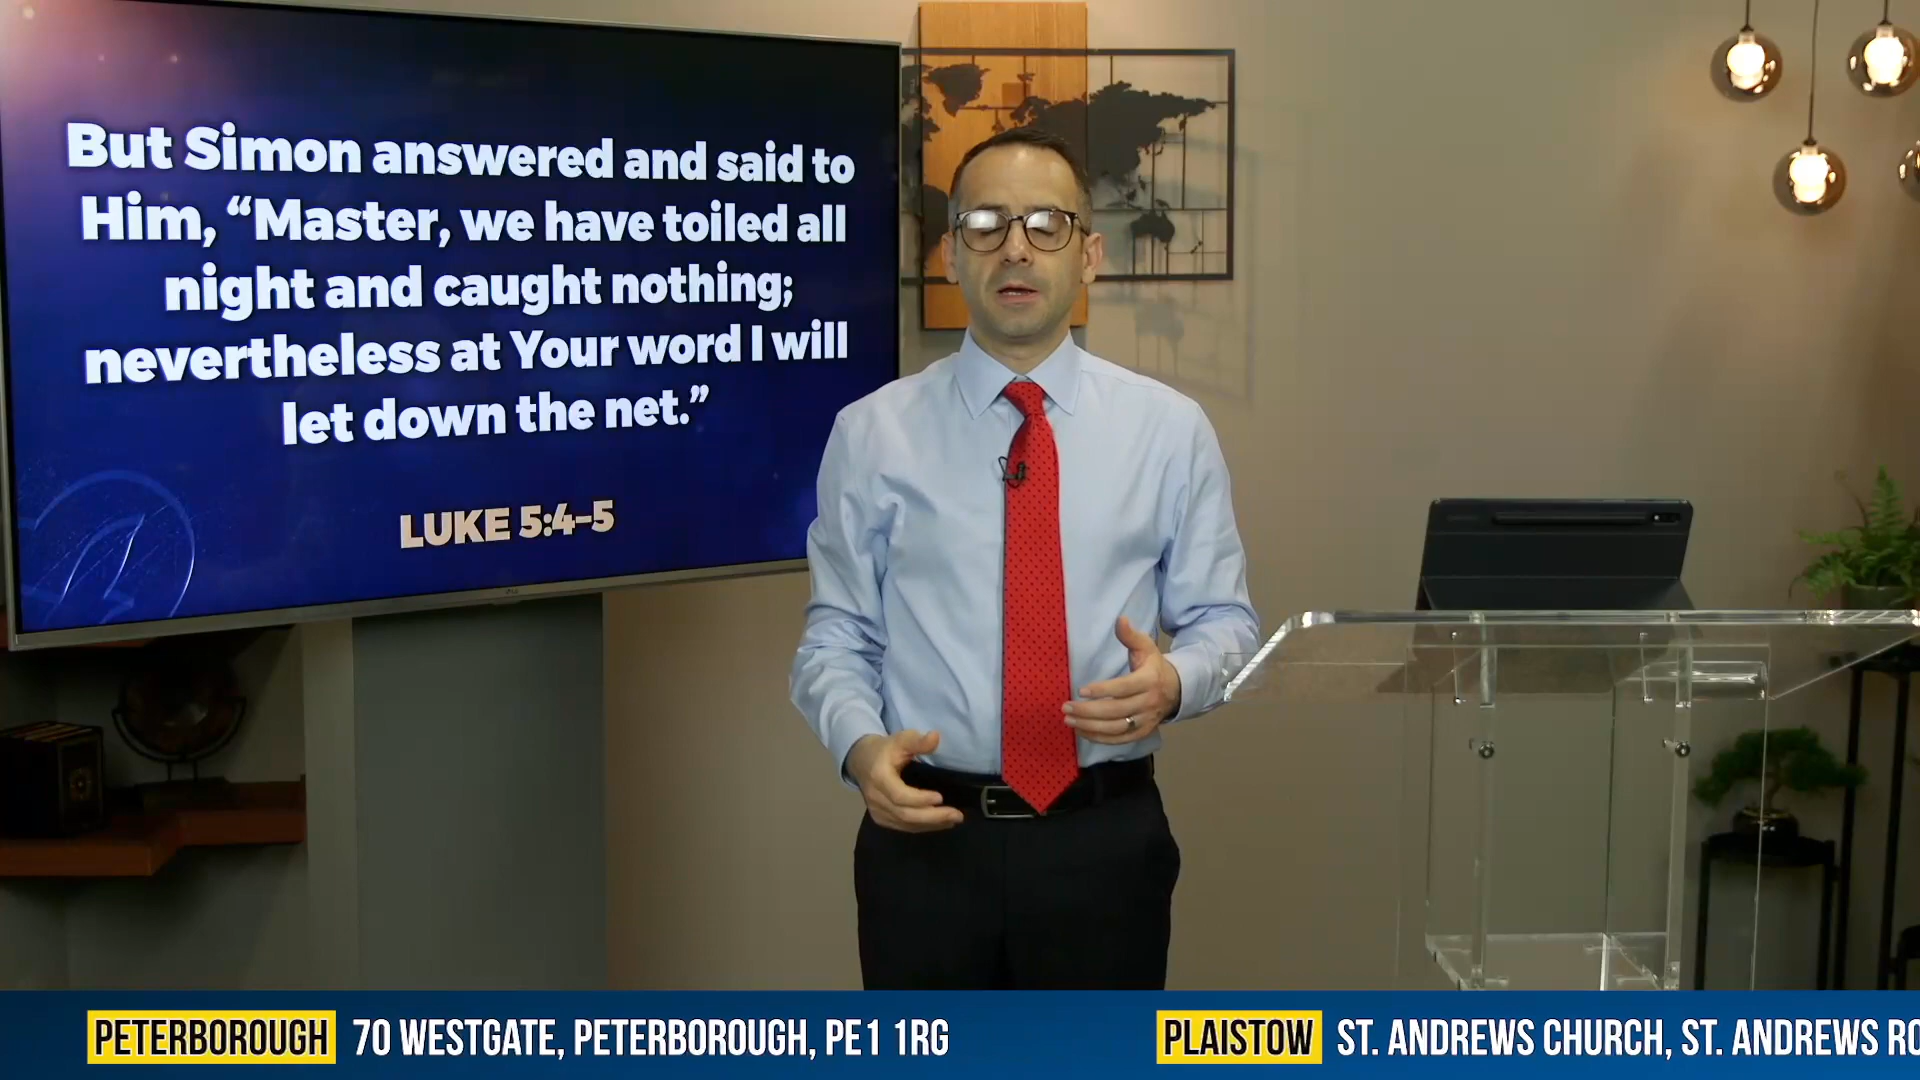 But Simon answered and said to
Him, “Master, we have toiled all
night and caught nothing;
nevertheless at Your word I will
let down the net.”
LUKE 5:4-5
PETERBOROUGH 70 WESTGATE, PETERBOROUGH, PE1 1RG PLAISTOW ST. ANDREWS CHURCH, ST. ANDREWS RO